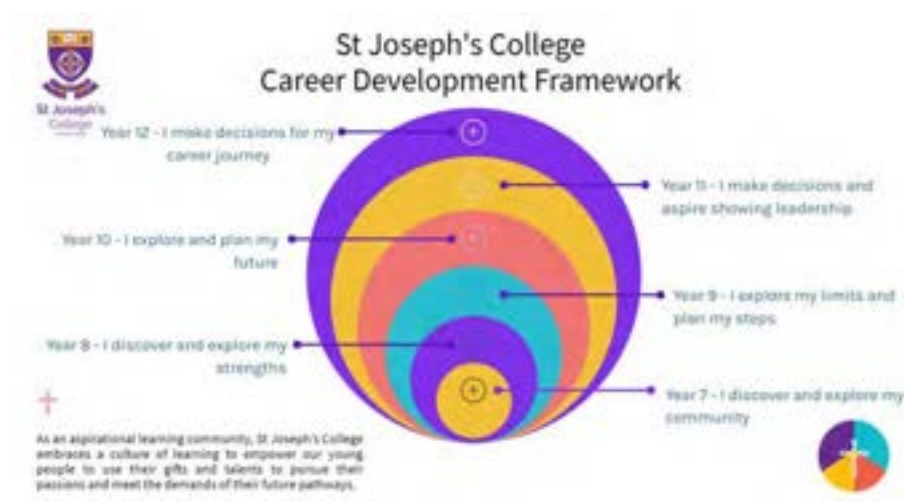 St Joseph's College
Career Development Framework
St Joseph's
College
Year 12 - I make decisions for my
career journey
Year 11 - I make decisions and
aspire showing leadership
Year 10 - I explore and plan my
future
Year 9 - I explore my limits and
plan my steps
Year 8 - I discover and explore my
strengths
Year 7 - I discover and explore my
community
As an aspirational learning community, St Joseph's College
embraces a culture of learning to empower our young
people to use their gifts and talents to pursue their
passions and meet the demands of their future pathways.